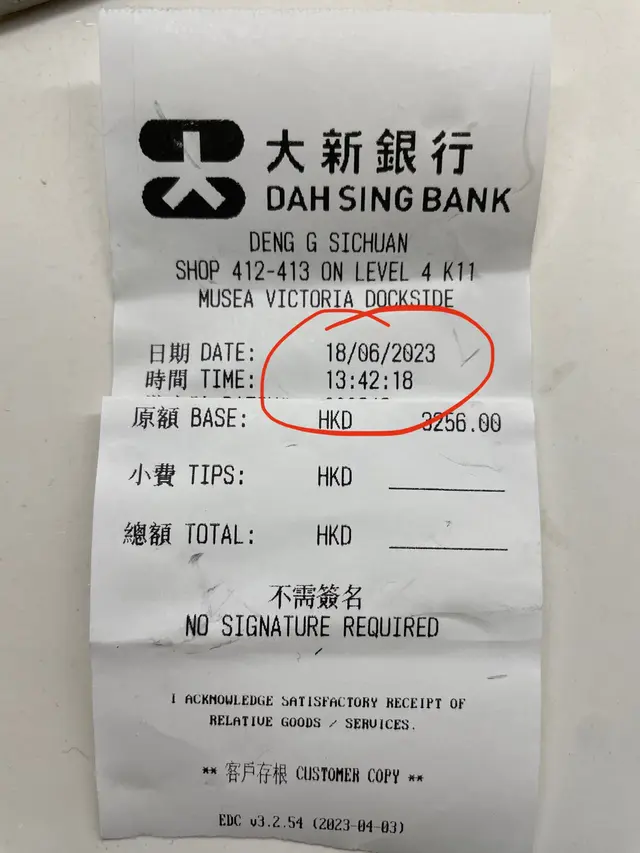 大新銀行
DAH SING BANK
DENG G SICHUAN
SHOP 412-413 ON LEVEL 4 K11
MUSEA VICTORIA DOCKSIDE
日期 DATE: 18/06/2023
時間 TIME: 13:42:18
原額 BASE: HKD 3256.00
小費 TIPS: HKD
總額 TOTAL: HKD
不需簽名
NO SIGNATURE REQUIRED
I ACKNOWLEDGE SATISFACTORY RECEIPT OF
RELATIVE GOODS / SERVICES.
** 客戶存根 CUSTOMER COPY **
EDC v3.2.54 (2023-04-03)